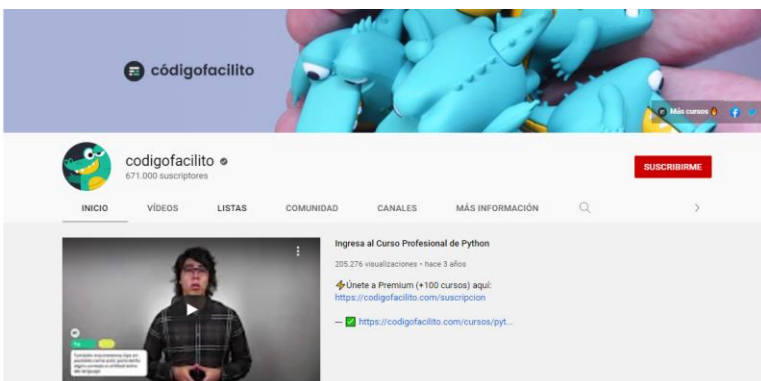 códigofacilito
Más cursos
codigofacilito
671.000 suscriptores
SUSCRIBIRME
INICIO VÍDEOS LISTAS COMUNIDAD CANALES MÁS INFORMACIÓN
Ingresa al Curso Profesional de Python
205.276 visualizaciones • hace 3 años
⚡Únete a Premium (+100 cursos) aquí:
https://codigofacilito.com/suscripcion
— ✅ https://codigofacilito.com/cursos/pyt...
Tip